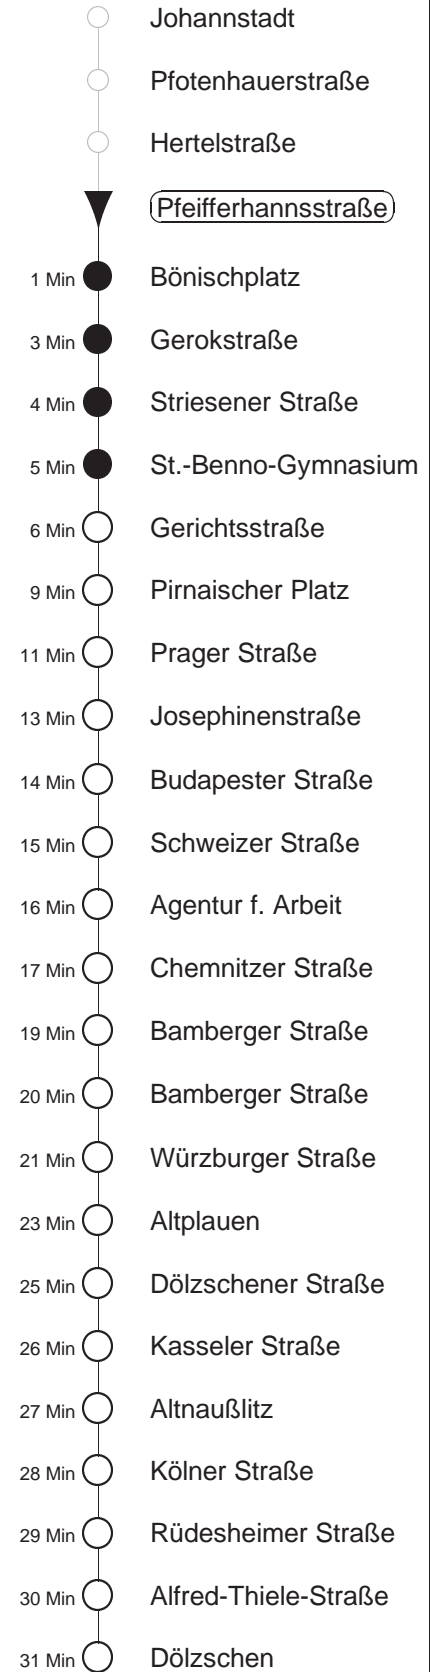 Johannstadt
Pfotenhauerstraße
Hertelstraße
Pfeifferhannsstraße
1 Min Bönischplatz
3 Min Gerokstraße
4 Min Striesener Straße
5 Min St.-Benno-Gymnasium
6 Min Gerichtsstraße
9 Min Pirnaischer Platz
11 Min Prager Straße
13 Min Josephinenstraße
14 Min Budapester Straße
15 Min Schweizer Straße
16 Min Agentur f. Arbeit
17 Min Chemnitzer Straße
19 Min Bamberger Straße
20 Min Bamberger Straße
21 Min Würzburger Straße
23 Min Altplauen
25 Min Dölzschener Straße
26 Min Kasseler Straße
27 Min Altnaußlitz
28 Min Kölner Straße
29 Min Rüdesheimer Straße
30 Min Alfred-Thiele-Straße
31 Min Dölzschen